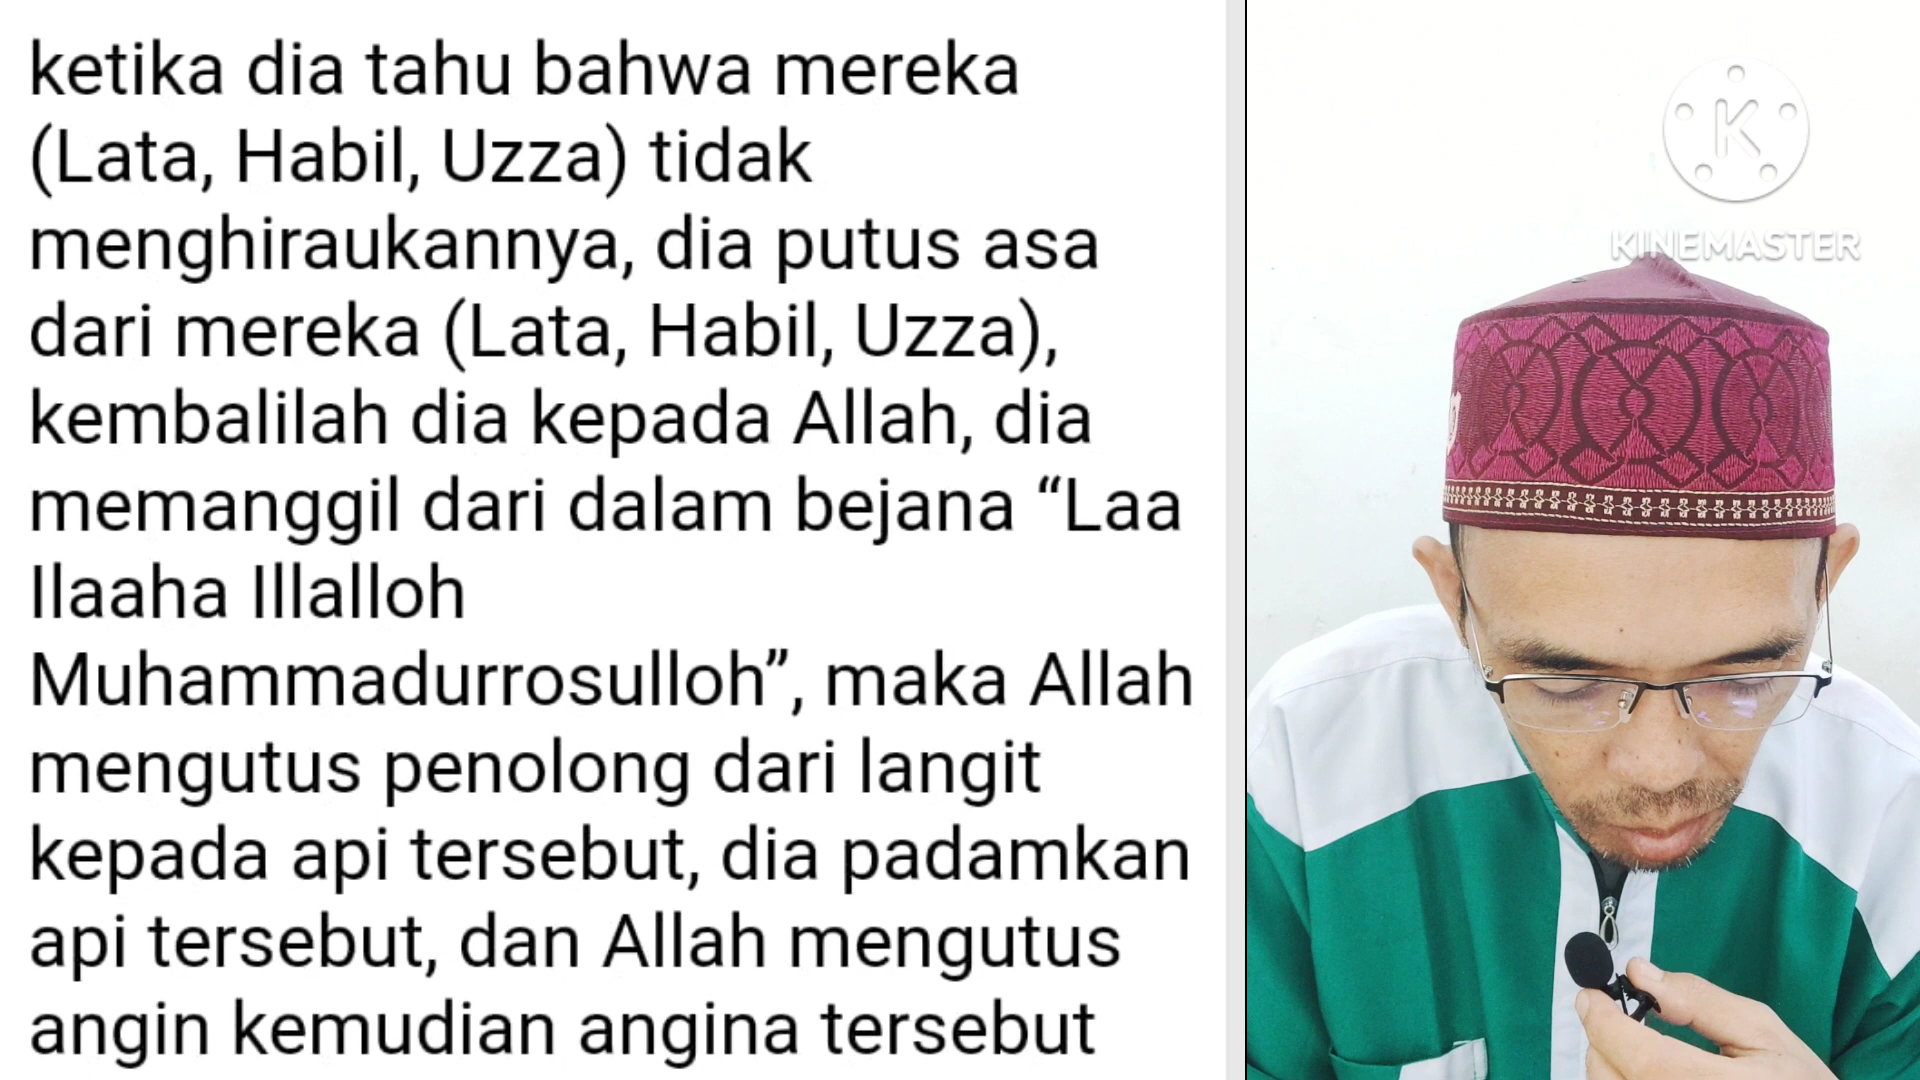 ketika dia tahu bahwa mereka
(Lata, Habil, Uzza) tidak
menghiraukannya, dia putus asa
dari mereka (Lata, Habil, Uzza),
kembalilah dia kepada Allah, dia
memanggil dari dalam bejana “Laa
Ilaaha Illalloh
Muhammadurrosulloh”, maka Allah
mengutus penolong dari langit
kepada api tersebut, dia padamkan
api tersebut, dan Allah mengutus
angin kemudian angina tersebut
K
KINEMASTER